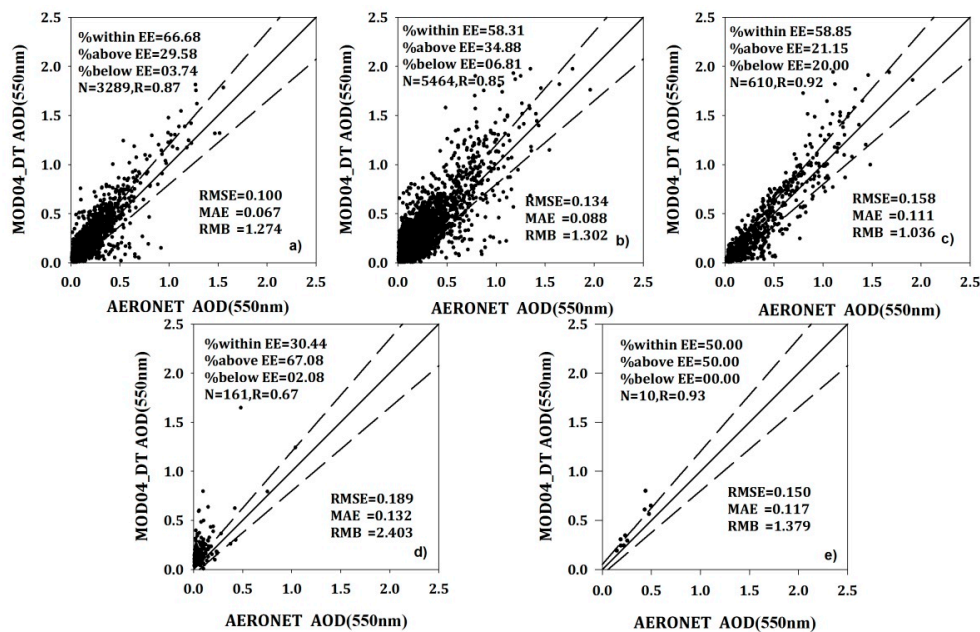 2.5
2.0
1.5
1.0
0.5
0.0
MOD04_DT AOD(550nm)
%within EE=66.68
%above EE=29.58
%below EE=03.74
N=3289,R=0.87
RMSE=0.100
MAE =0.067
RMB =1.274
a)
0.0 0.5 1.0 1.5 2.0 2.5
AERONET AOD(550nm)
2.5
2.0
1.5
1.0
0.5
0.0
MOD04_DT AOD(550nm)
%within EE=58.31
%above EE=34.88
%below EE=06.81
N=5464,R=0.85
RMSE=0.134
MAE =0.088
RMB =1.302
b)
0.0 0.5 1.0 1.5 2.0 2.5
AERONET AOD(550nm)
2.5
2.0
1.5
1.0
0.5
0.0
MOD04_DT AOD(550nm)
%within EE=58.85
%above EE=21.15
%below EE=20.00
N=610,R=0.92
RMSE=0.158
MAE =0.111
RMB =1.036
c)
0.0 0.5 1.0 1.5 2.0 2.5
AERONET AOD(550nm)
2.5
2.0
1.5
1.0
0.5
0.0
MOD04_DT AOD(550nm)
%within EE=30.44
%above EE=67.08
%below EE=02.08
N=161,R=0.67
RMSE=0.189
MAE =0.132
RMB =2.403
d)
0.0 0.5 1.0 1.5 2.0 2.5
AERONET AOD(550nm)
2.5
2.0
1.5
1.0
0.5
0.0
MOD04_DT AOD(550nm)
%within EE=50.00
%above EE=50.00
%below EE=00.00
N=10,R=0.93
RMSE=0.150
MAE =0.117
RMB =1.379
e)
0.0 0.5 1.0 1.5 2.0 2.5
AERONET AOD(550nm)